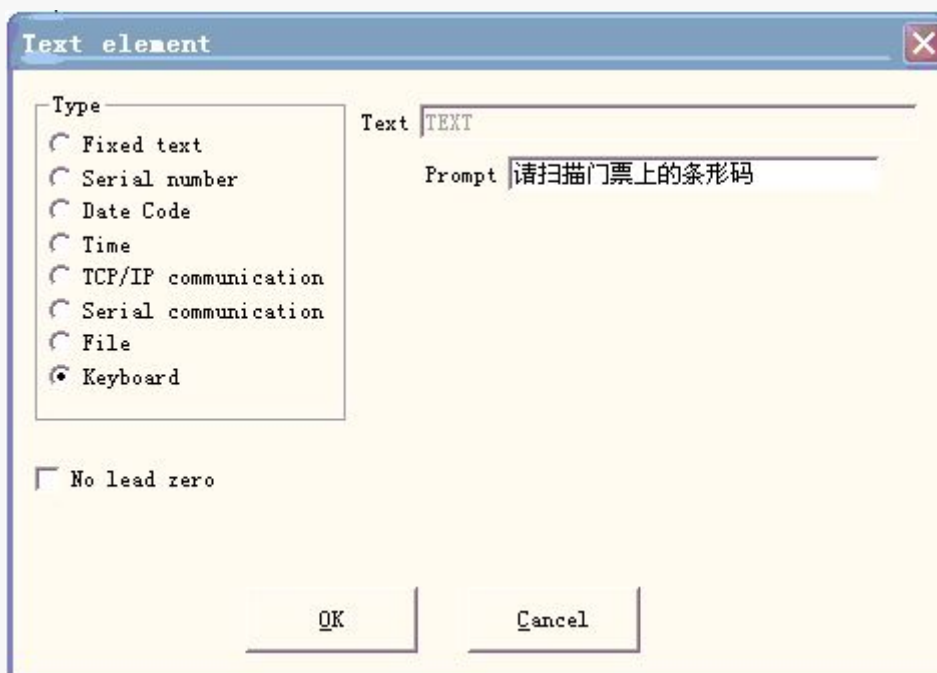 Text element
Type
Fixed text
Serial number
Date Code
Time
TCP/IP communication
Serial communication
File
Keyboard
Text TEXT
Prompt 请扫描门票上的条形码
No lead zero
OK
Cancel